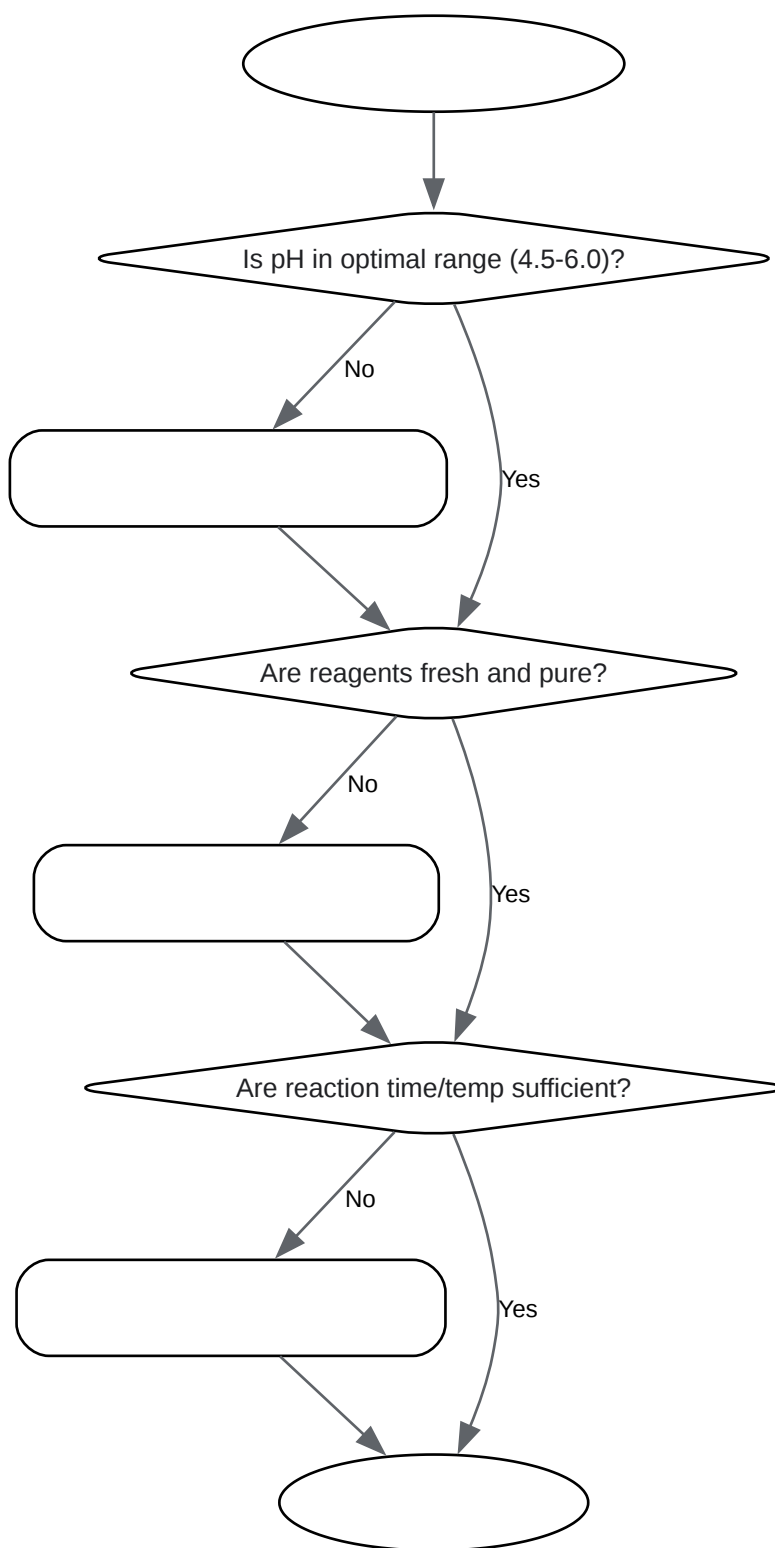 Is pH in optimal range (4.5-6.0)?
No
Yes
Are reagents fresh and pure?
No
Yes
Are reaction time/temp sufficient?
No
Yes